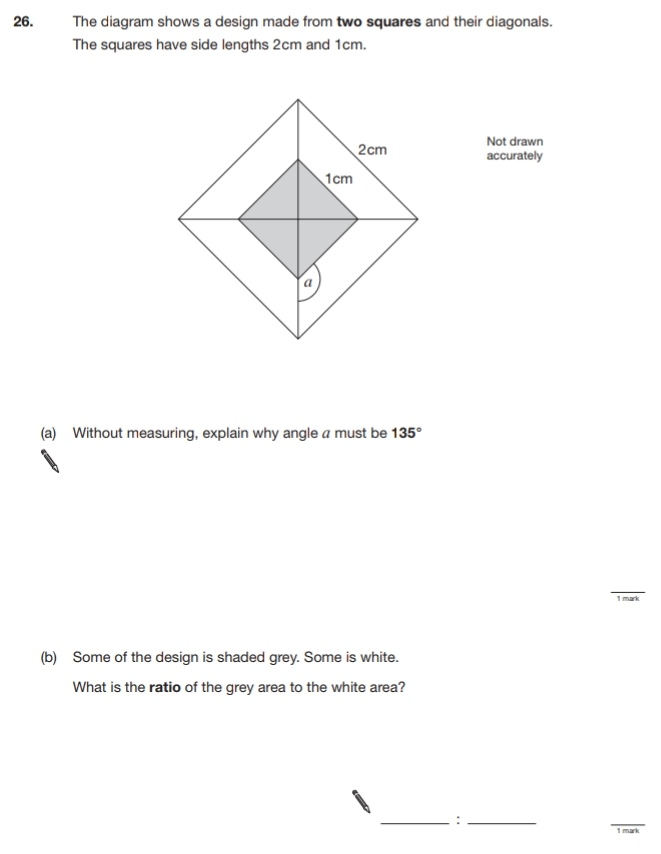 26. The diagram shows a design made from two squares and their diagonals.
The squares have side lengths 2cm and 1cm.
2cm
Not drawn
accurately
1cm
a
(a) Without measuring, explain why angle a must be 135°
1 mark
(b) Some of the design is shaded grey. Some is white.
What is the ratio of the grey area to the white area?
:
1 mark